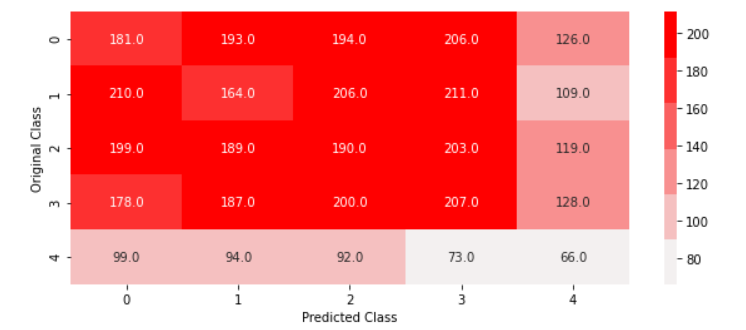 0 181.0 193.0 194.0 206.0 126.0
1 210.0 164.0 206.0 211.0 109.0
2 199.0 189.0 190.0 203.0 119.0
3 178.0 187.0 200.0 207.0 128.0
4 99.0 94.0 92.0 73.0 66.0
0 1 2 3 4
Predicted Class
Original Class
200
180
160
140
120
100
80